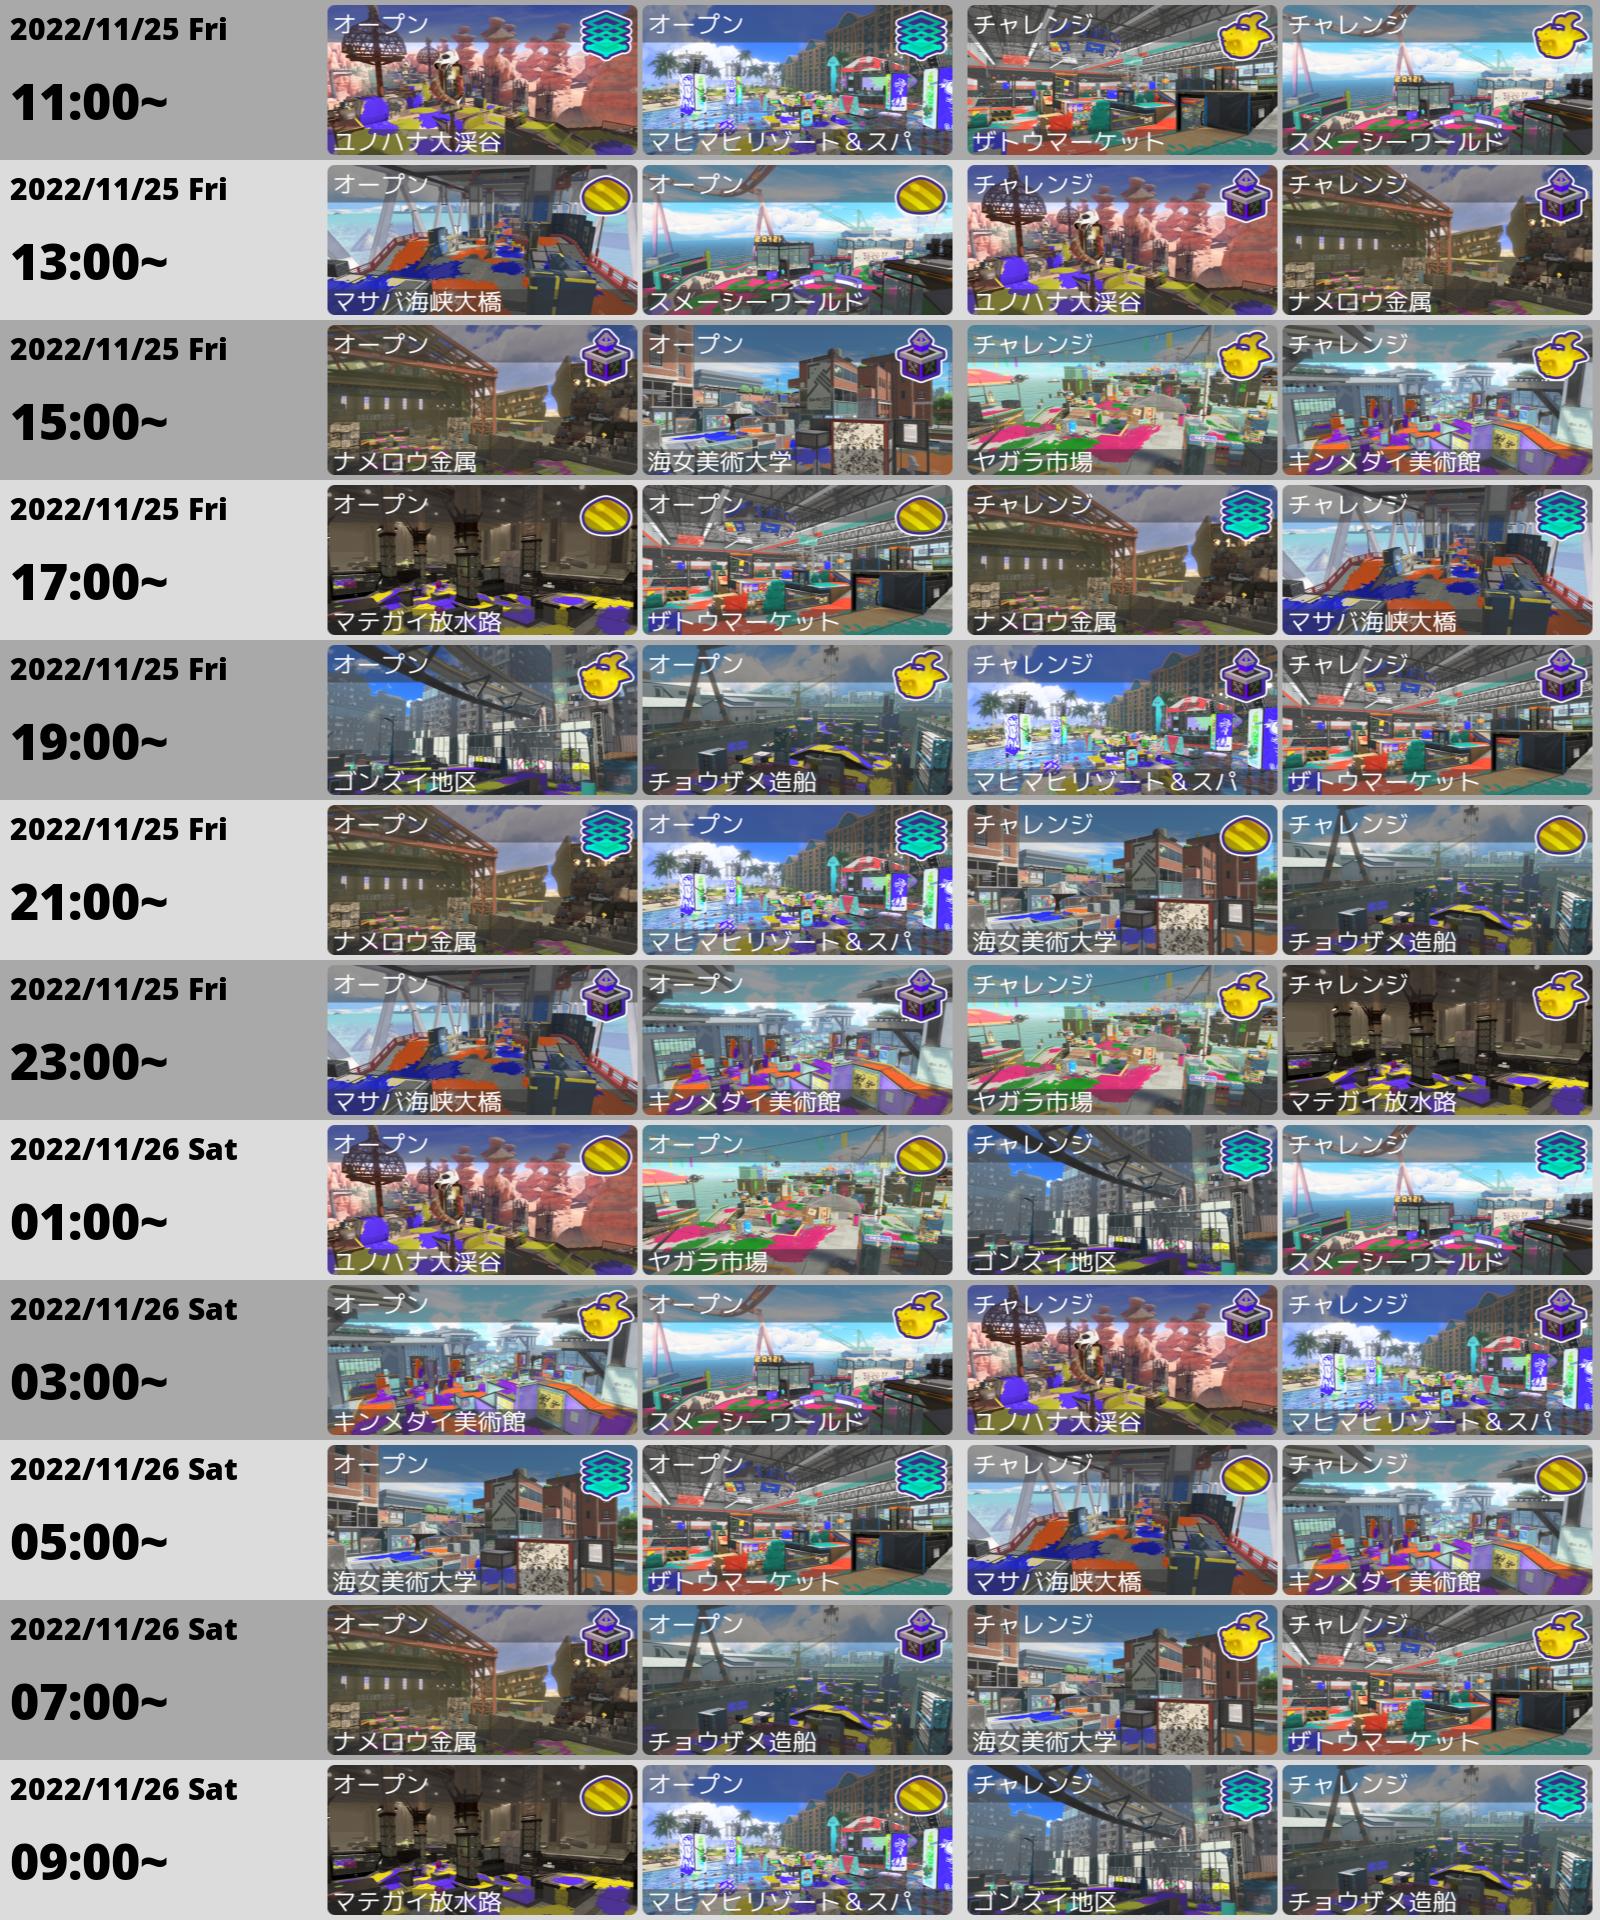 2022/11/25 Fri
11:00~
オープン
オープン
チャレンジ
チャレンジ
ユノハナ大渓谷
マヒマヒリゾート＆スパ
ザトウマーケット
スメーシーワールド
2022/11/25 Fri
13:00~
オープン
オープン
チャレンジ
チャレンジ
マサバ海峡大橋
スメーシーワールド
ユノハナ大渓谷
ナメロウ金属
2022/11/25 Fri
15:00~
オープン
オープン
チャレンジ
チャレンジ
ナメロウ金属
海女美術大学
ヤガラ市場
キンメダイ美術館
2022/11/25 Fri
17:00~
オープン
オープン
チャレンジ
チャレンジ
マテガイ放水路
ザトウマーケット
ナメロウ金属
マサバ海峡大橋
2022/11/25 Fri
19:00~
オープン
オープン
チャレンジ
チャレンジ
ゴンズイ地区
チョウザメ造船
マヒマヒリゾート＆スパ
ザトウマーケット
2022/11/25 Fri
21:00~
オープン
オープン
チャレンジ
チャレンジ
ナメロウ金属
マヒマヒリゾート＆スパ
海女美術大学
チョウザメ造船
2022/11/25 Fri
23:00~
オープン
オープン
チャレンジ
チャレンジ
マサバ海峡大橋
キンメダイ美術館
ヤガラ市場
マテガイ放水路
2022/11/26 Sat
01:00~
オープン
オープン
チャレンジ
チャレンジ
ユノハナ大渓谷
ヤガラ市場
ゴンズイ地区
スメーシーワールド
2022/11/26 Sat
03:00~
オープン
オープン
チャレンジ
チャレンジ
キンメダイ美術館
スメーシーワールド
ユノハナ大渓谷
マヒマヒリゾート＆スパ
2022/11/26 Sat
05:00~
オープン
オープン
チャレンジ
チャレンジ
海女美術大学
ザトウマーケット
マサバ海峡大橋
キンメダイ美術館
2022/11/26 Sat
07:00~
オープン
オープン
チャレンジ
チャレンジ
ナメロウ金属
チョウザメ造船
海女美術大学
ザトウマーケット
2022/11/26 Sat
09:00~
オープン
オープン
チャレンジ
チャレンジ
マテガイ放水路
マヒマヒリゾート＆スパ
ゴンズイ地区
チョウザメ造船